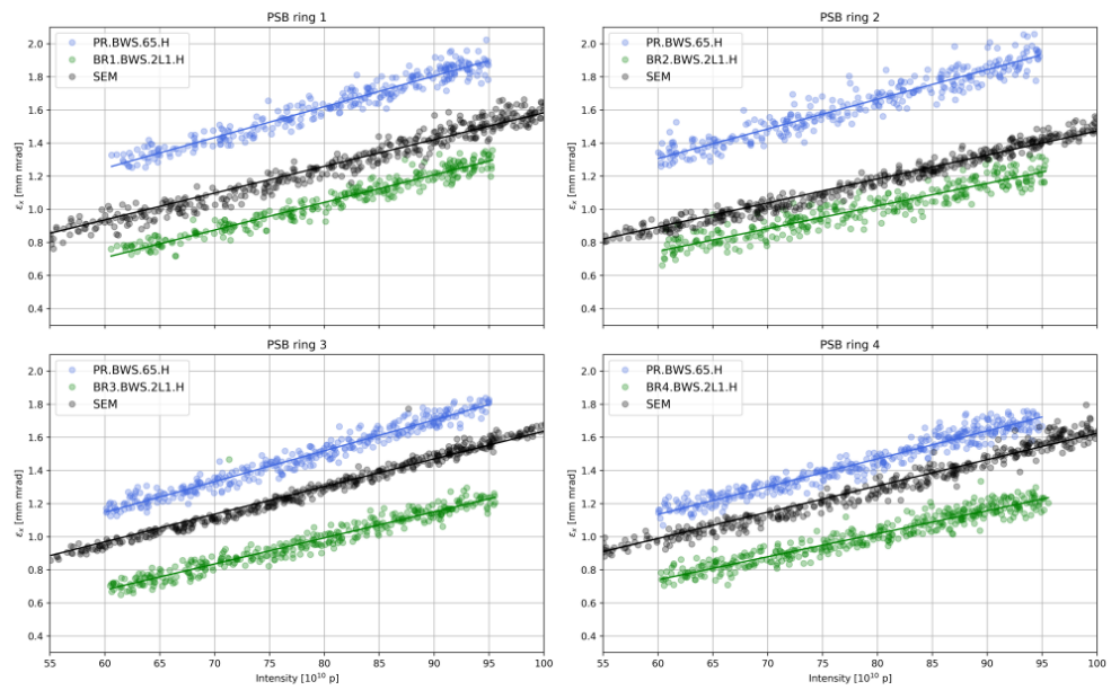 PSB ring 1
PSB ring 2
2.0
1.8
1.6
1.4
1.2
1.0
0.8
0.6
0.4
εx [mm mrad]
PR.BWS.65.H
BR1.BWS.2L1.H
SEM
2.0
1.8
1.6
1.4
1.2
1.0
0.8
0.6
0.4
εx [mm mrad]
PR.BWS.65.H
BR2.BWS.2L1.H
SEM
PSB ring 3
PSB ring 4
2.0
1.8
1.6
1.4
1.2
1.0
0.8
0.6
0.4
εx [mm mrad]
PR.BWS.65.H
BR3.BWS.2L1.H
SEM
55 60 65 70 75 80 85 90 95 100
Intensity [10¹⁰ p]
2.0
1.8
1.6
1.4
1.2
1.0
0.8
0.6
0.4
εx [mm mrad]
PR.BWS.65.H
BR4.BWS.2L1.H
SEM
55 60 65 70 75 80 85 90 95 100
Intensity [10¹⁰ p]